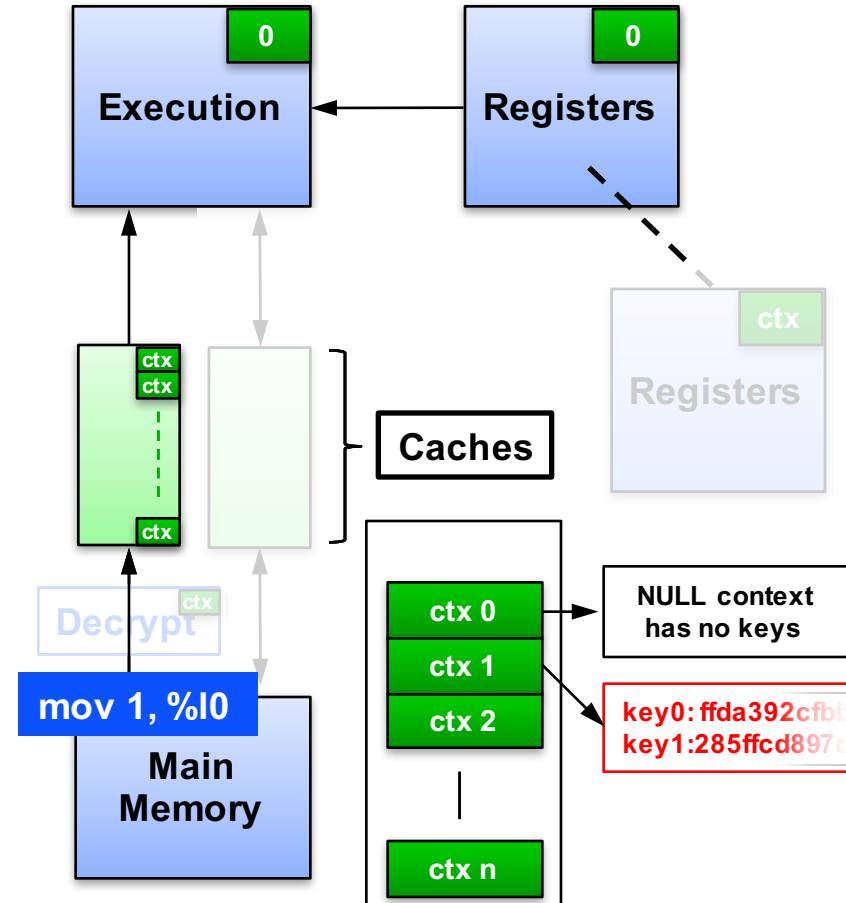 0
Execution
0
Registers
ctx
Registers
ctx
ctx
ctx
Caches
ctx
Decrypt
mov 1, %l0
Main
Memory
ctx 0
ctx 1
ctx 2
ctx n
NULL context
has no keys
key0: ffda392cfbb
key1:285ffcd897